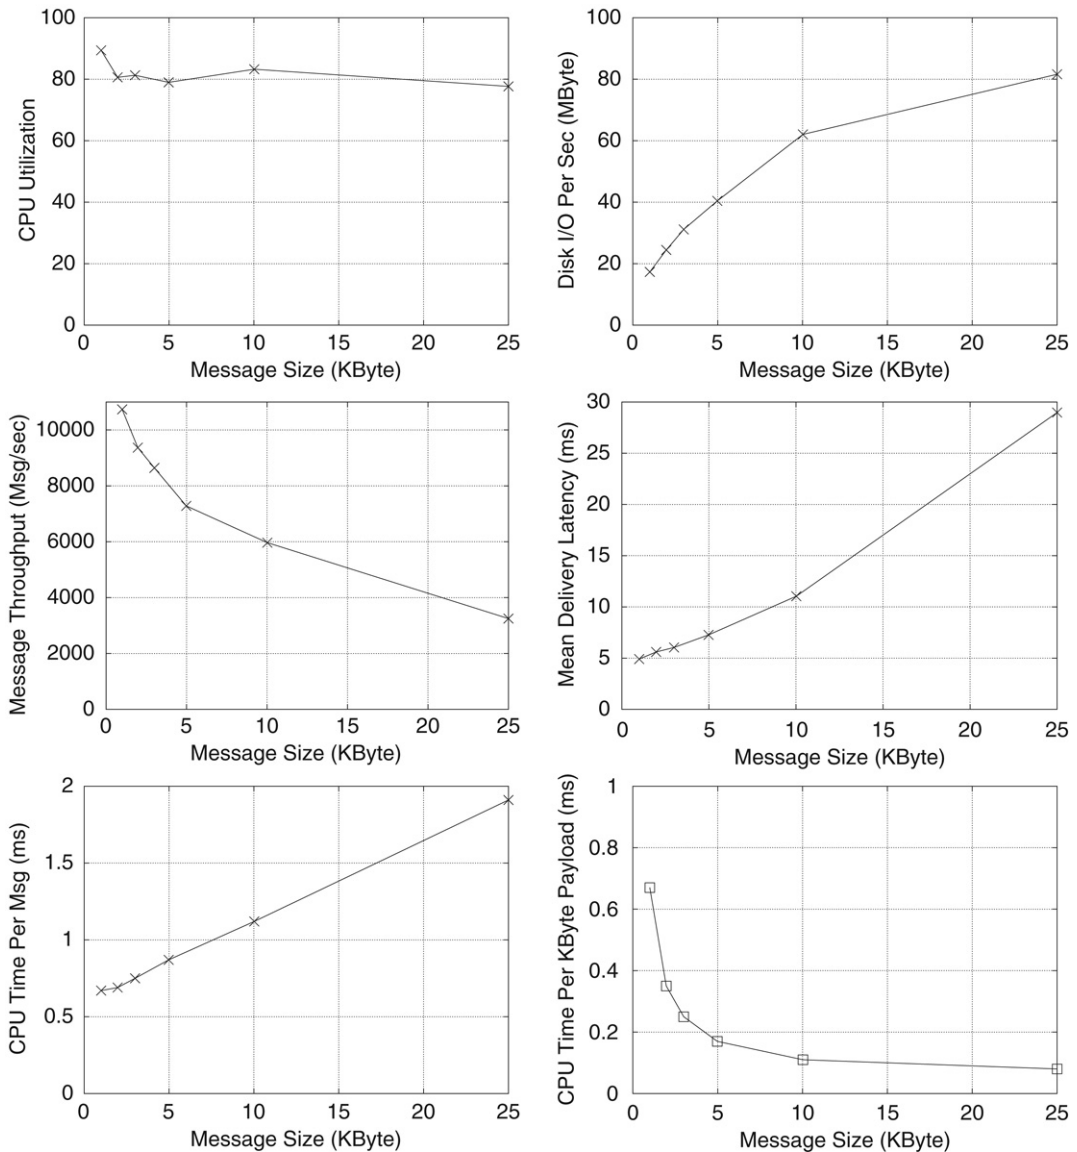 CPU Utilization
100
80
60
40
20
0
0 5 10 15 20 25
Message Size (KByte)
Disk I/O Per Sec (MByte)
100
80
60
40
20
0
0 5 10 15 20 25
Message Size (KByte)
Message Throughput (Msg/sec)
10000
8000
6000
4000
2000
0
0 5 10 15 20 25
Message Size (KByte)
Mean Delivery Latency (ms)
30
25
20
15
10
5
0
0 5 10 15 20 25
Message Size (KByte)
CPU Time Per Msg (ms)
2
1.5
1
0.5
0
0 5 10 15 20 25
Message Size (KByte)
CPU Time Per KByte Payload (ms)
1
0.8
0.6
0.4
0.2
0
0 5 10 15 20 25
Message Size (KByte)